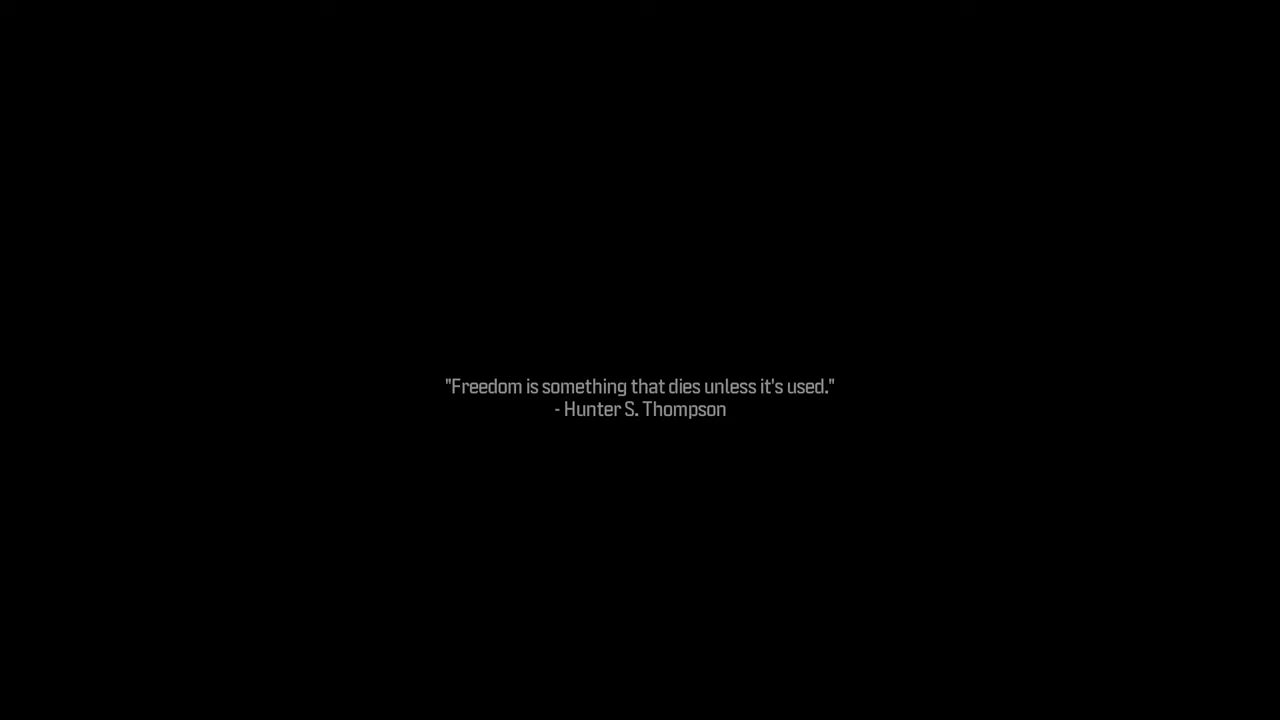 "Freedom is something that dies unless it's used."
- Hunter S. Thompson